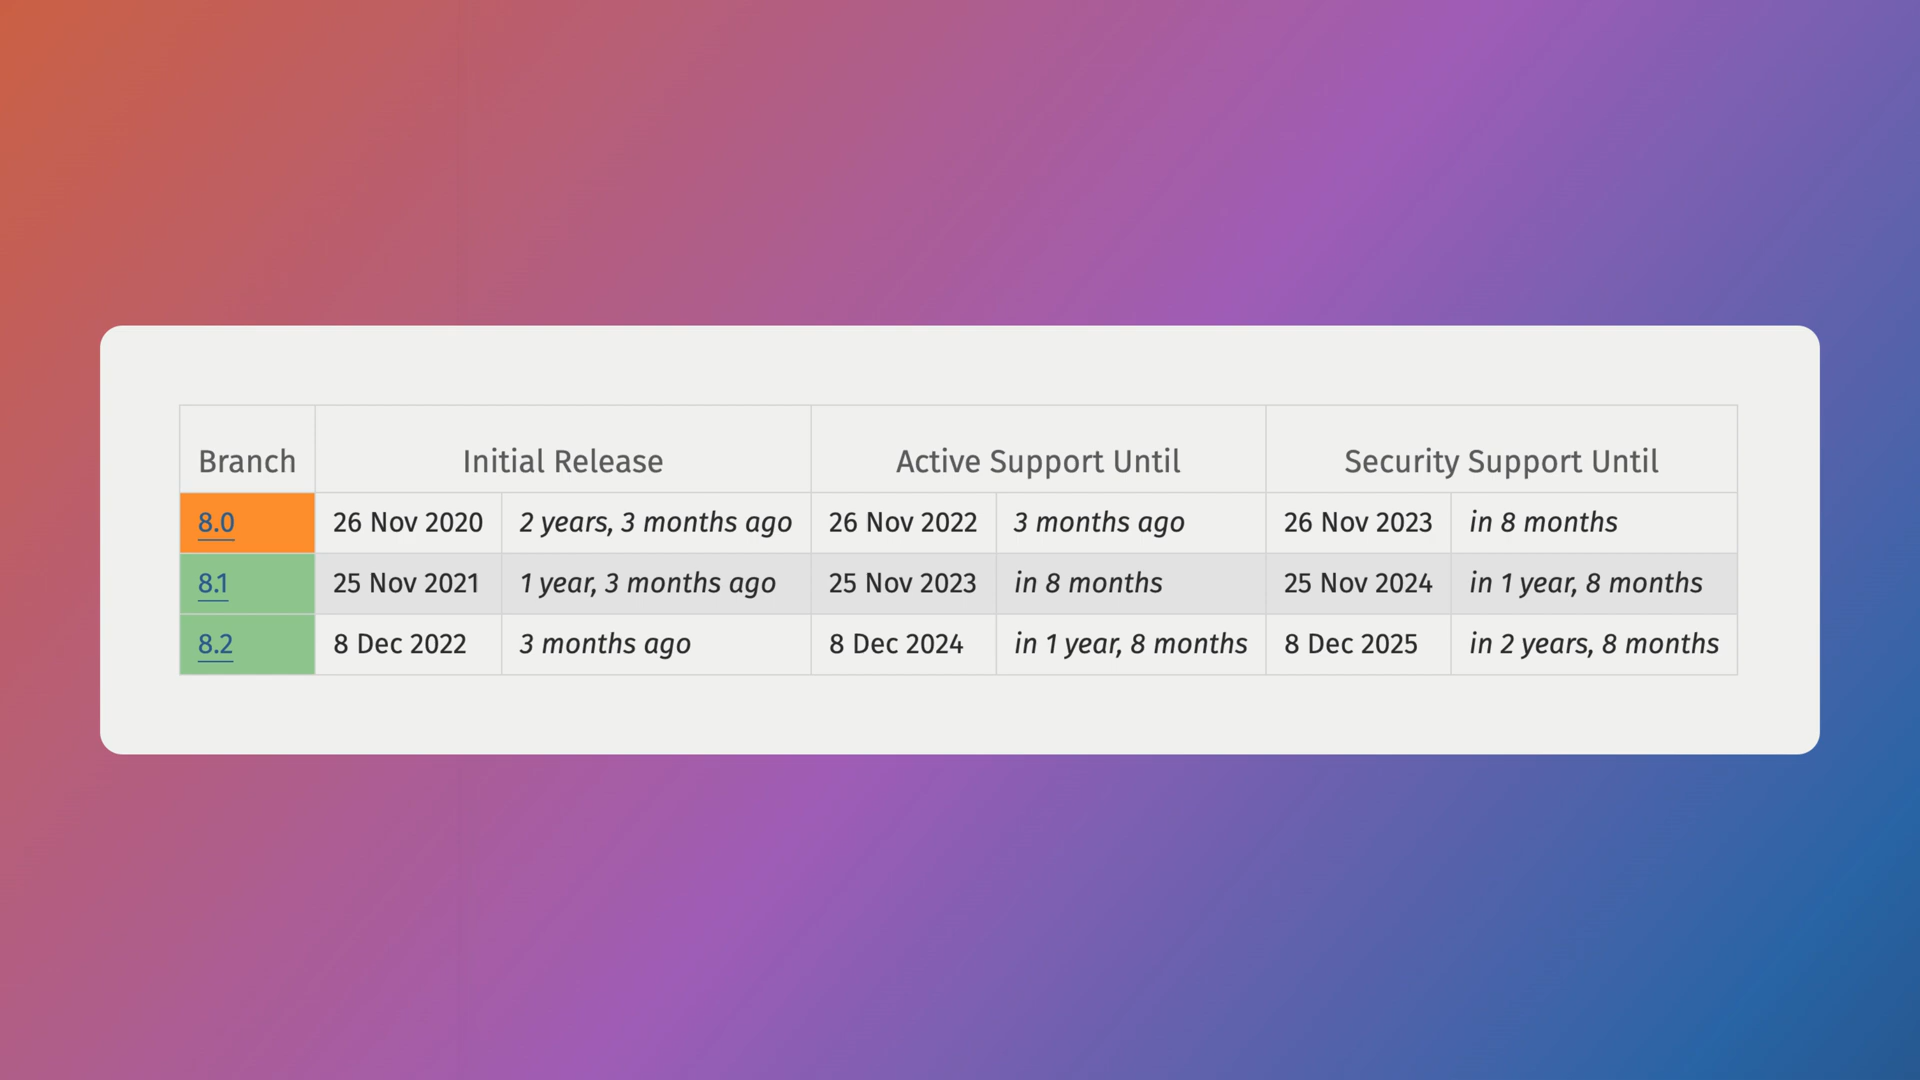 Branch Initial Release Active Support Until Security Support Until
8.0 26 Nov 2020 2 years, 3 months ago 26 Nov 2022 3 months ago 26 Nov 2023 in 8 months
8.1 25 Nov 2021 1 year, 3 months ago 25 Nov 2023 in 8 months 25 Nov 2024 in 1 year, 8 months
8.2 8 Dec 2022 3 months ago 8 Dec 2024 in 1 year, 8 months 8 Dec 2025 in 2 years, 8 months